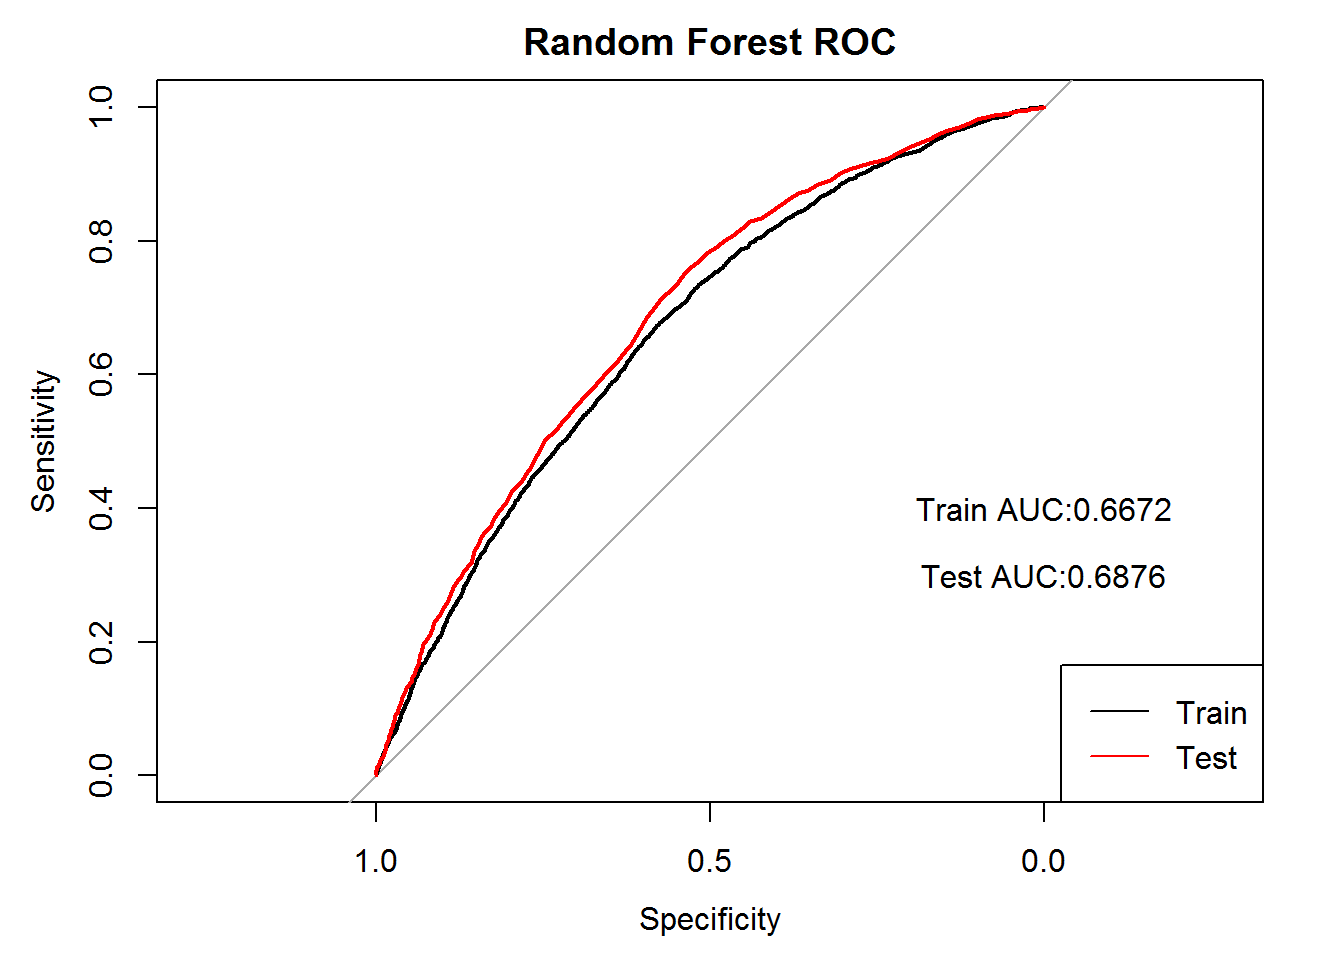 Random Forest ROC
Sensitivity
1.0
0.8
0.6
0.4
0.2
0.0
Train AUC:0.6672
Test AUC:0.6876
Train
Test
1.0 0.5 0.0
Specificity